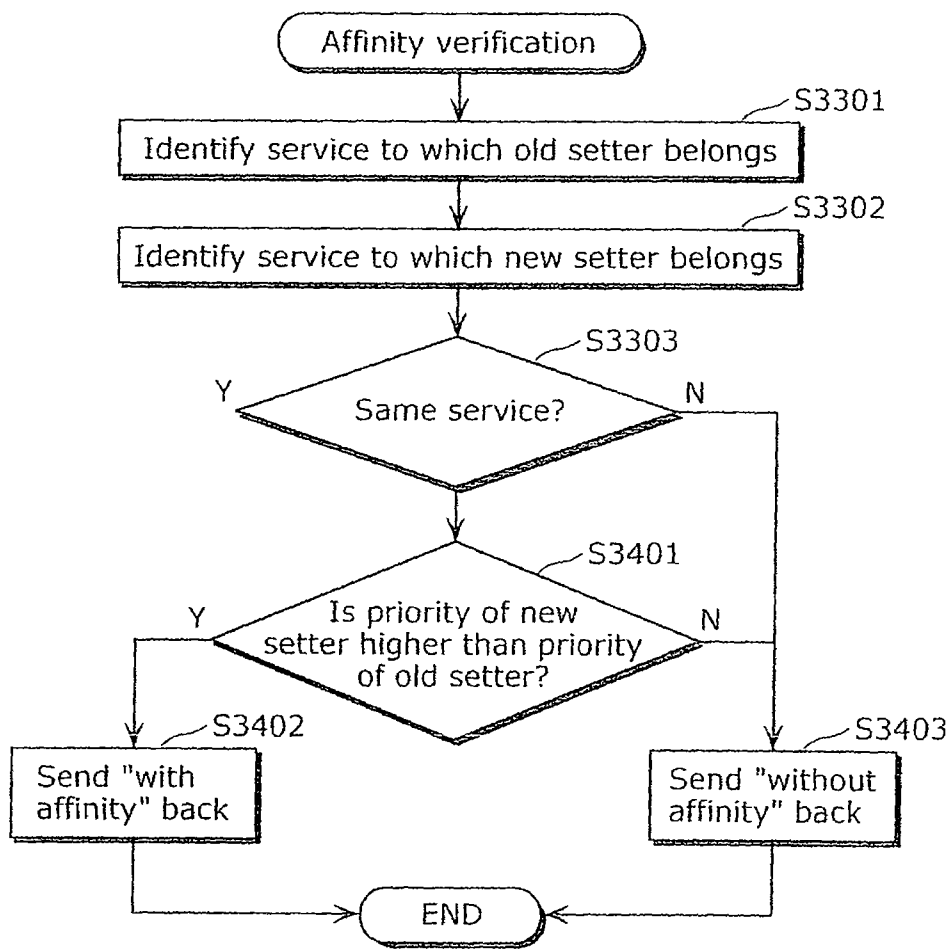 Affinity verification
S3301
Identify service to which old setter belongs
S3302
Identify service to which new setter belongs
S3303
Y
Same service?
N
S3401
Y
Is priority of new
setter higher than priority
of old setter?
N
S3402
Send "with
affinity" back
S3403
Send "without
affinity" back
END